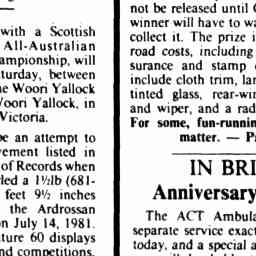 with a Scottish
All-Australian
ampionship, will
turday, between
e Woori Yallock
Woori Yallock, in
Victoria.
be an attempt to
vement listed in
of Records when
led a 1½lb (681-
feet 9½ inches
the Ardrossan
on July 14, 1981.
ture 60 displays
nd competitions.
not be released until
winner will have to wa
collect it. The prize i
road costs, including
surance and stamp
include cloth trim, lar
tinted glass, rear-win
and wiper, and a rad
For some, fun-runnin
matter. — P
IN BRI
Anniversary
The ACT Ambula
separate service exact
today, and a special a